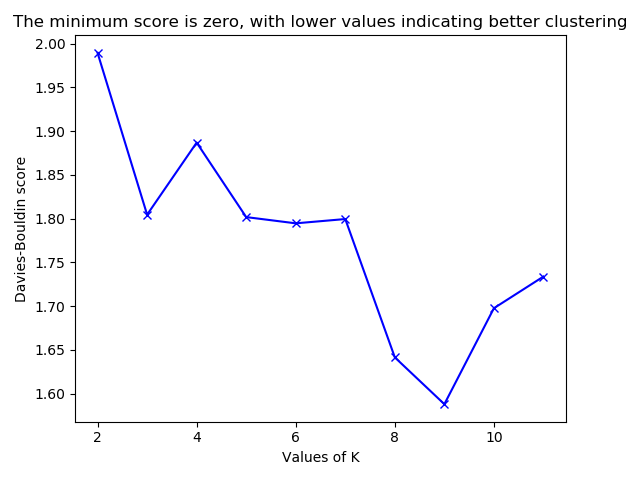 The minimum score is zero, with lower values indicating better clustering
2.00
1.95
1.90
1.85
1.80
1.75
1.70
1.65
1.60
Davies-Bouldin score
2 4 6 8 10
Values of K